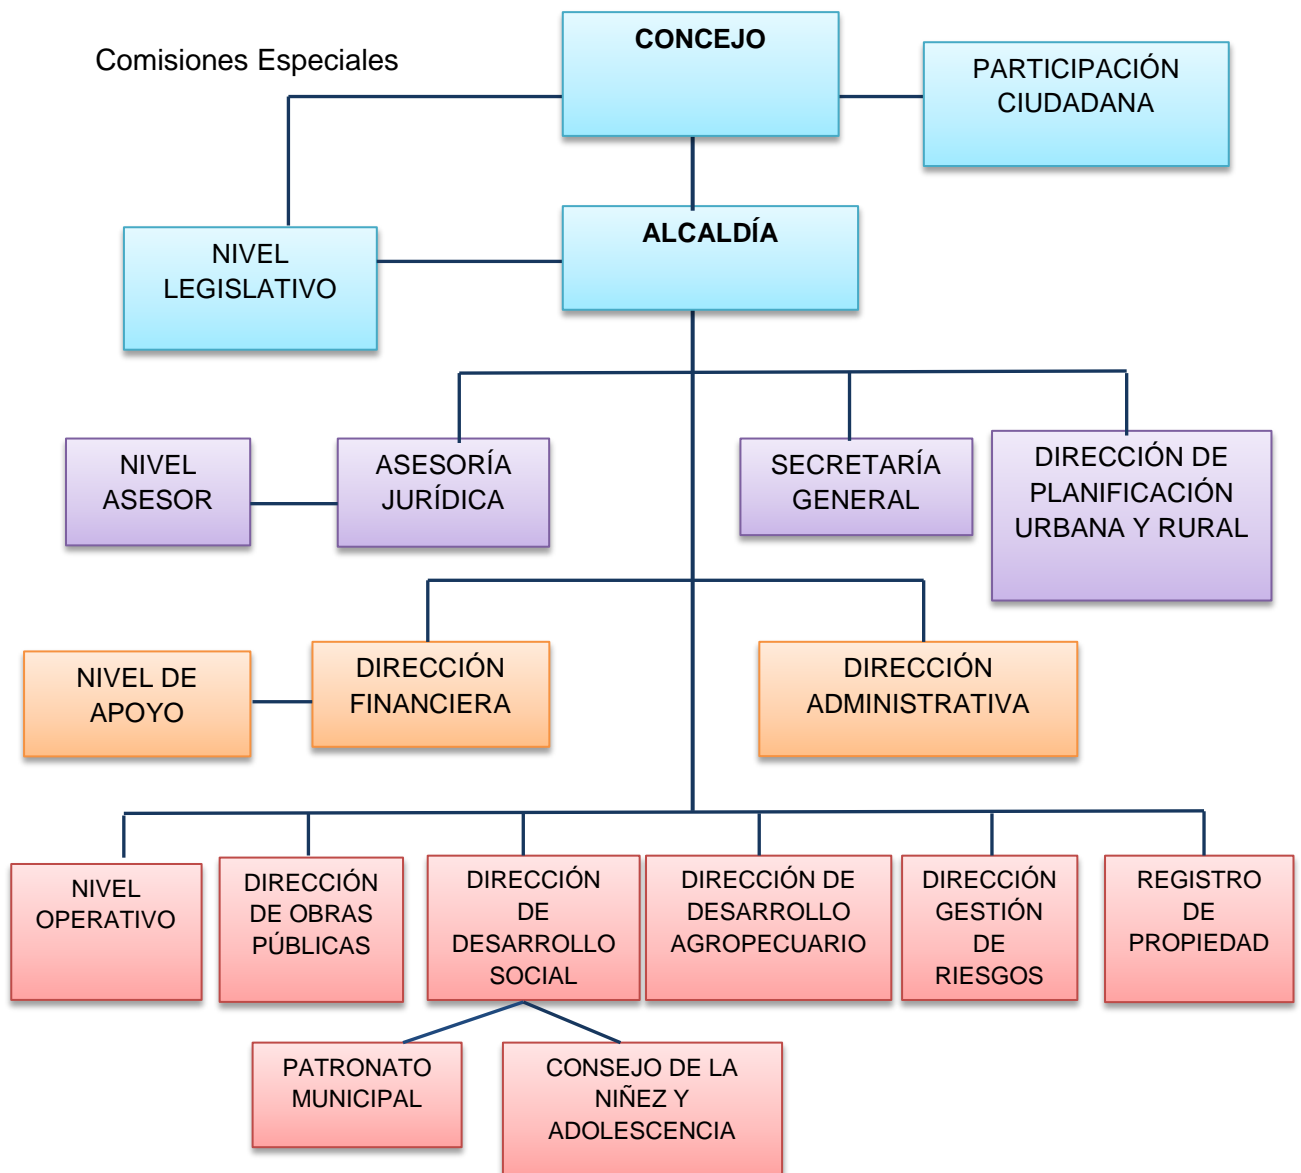 Comisiones Especiales
CONCEJO
PARTICIPACIÓN
CIUDADANA
NIVEL
LEGISLATIVO
ALCALDÍA
NIVEL
ASESOR
ASESORÍA
JURÍDICA
SECRETARÍA
GENERAL
DIRECCIÓN DE
PLANIFICACIÓN
URBANA Y RURAL
NIVEL DE
APOYO
DIRECCIÓN
FINANCIERA
DIRECCIÓN
ADMINISTRATIVA
NIVEL
OPERATIVO
DIRECCIÓN
DE OBRAS
PÚBLICAS
DIRECCIÓN
DE
DESARROLLO
SOCIAL
DIRECCIÓN DE
DESARROLLO
AGROPECUARIO
DIRECCIÓN
GESTIÓN
DE
RIESGOS
REGISTRO
DE
PROPIEDAD
PATRONATO
MUNICIPAL
CONSEJO DE LA
NIÑEZ Y
ADOLESCENCIA